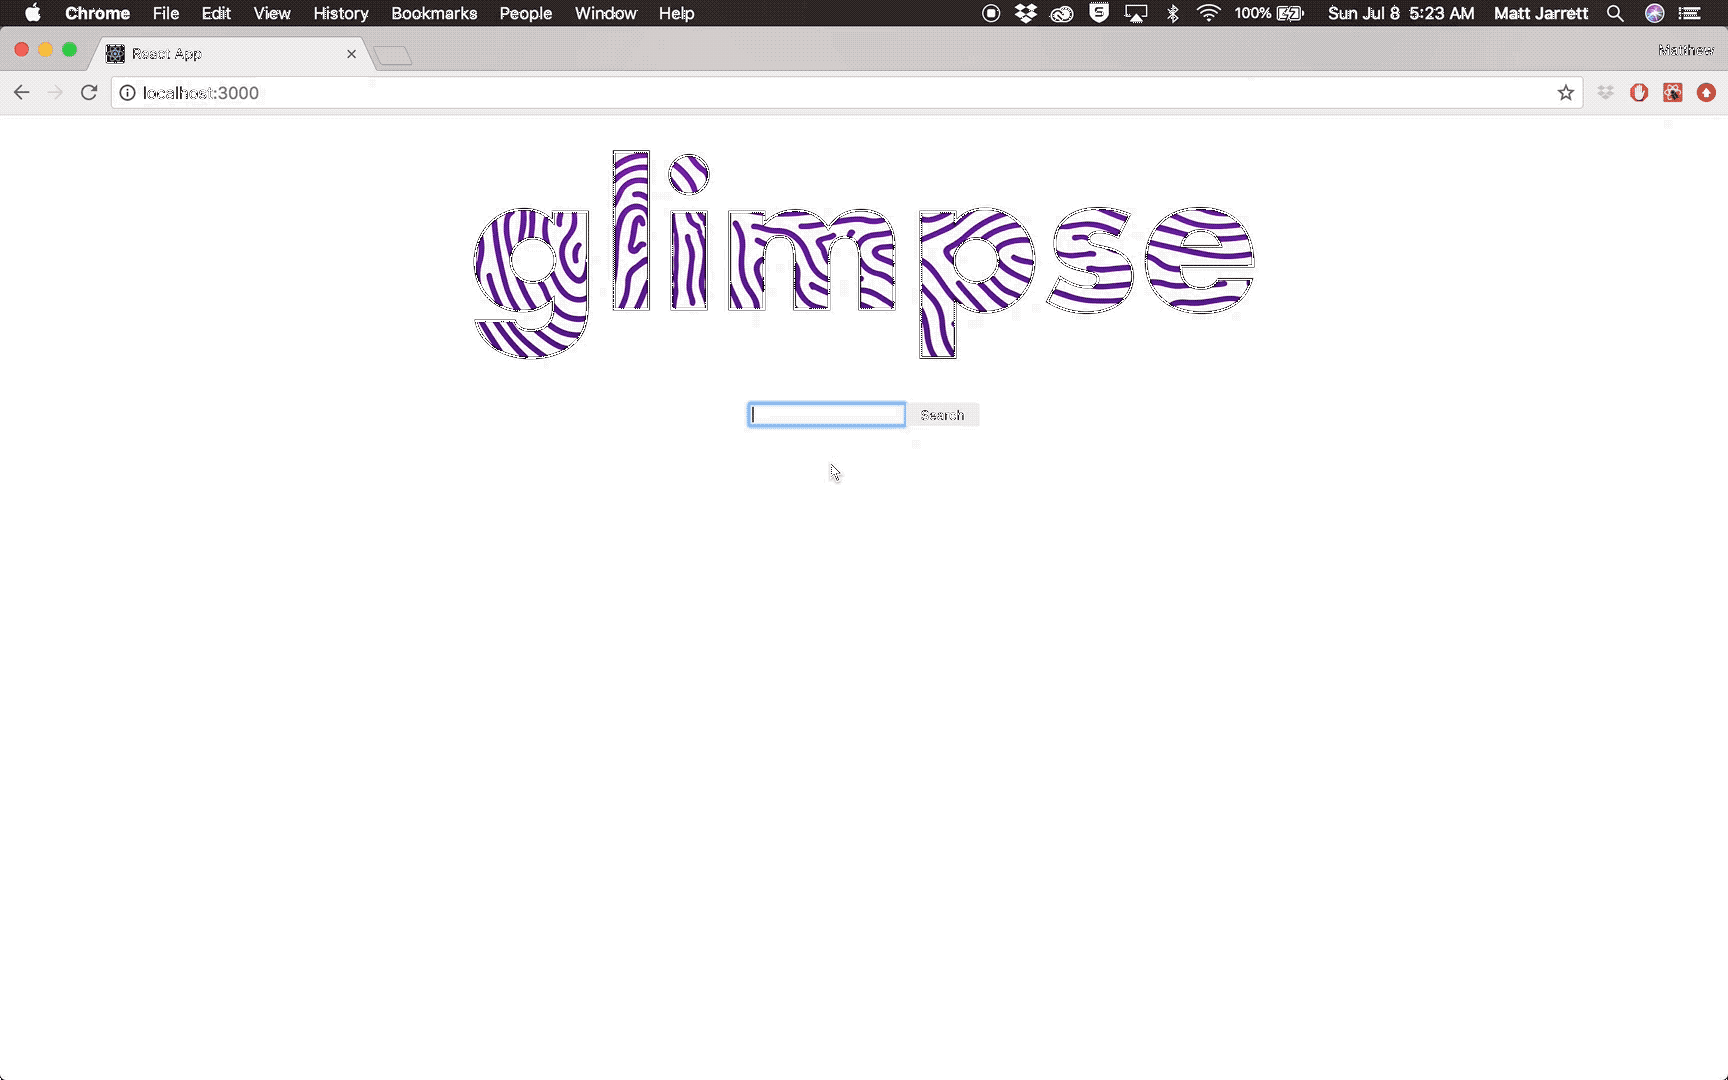 Chrome File Edit View History Bookmarks People Window Help 100% Sun Jul 8 5:23 AM Matt Jarrett
React App Matthew
localhost:3000
glimpse
Search